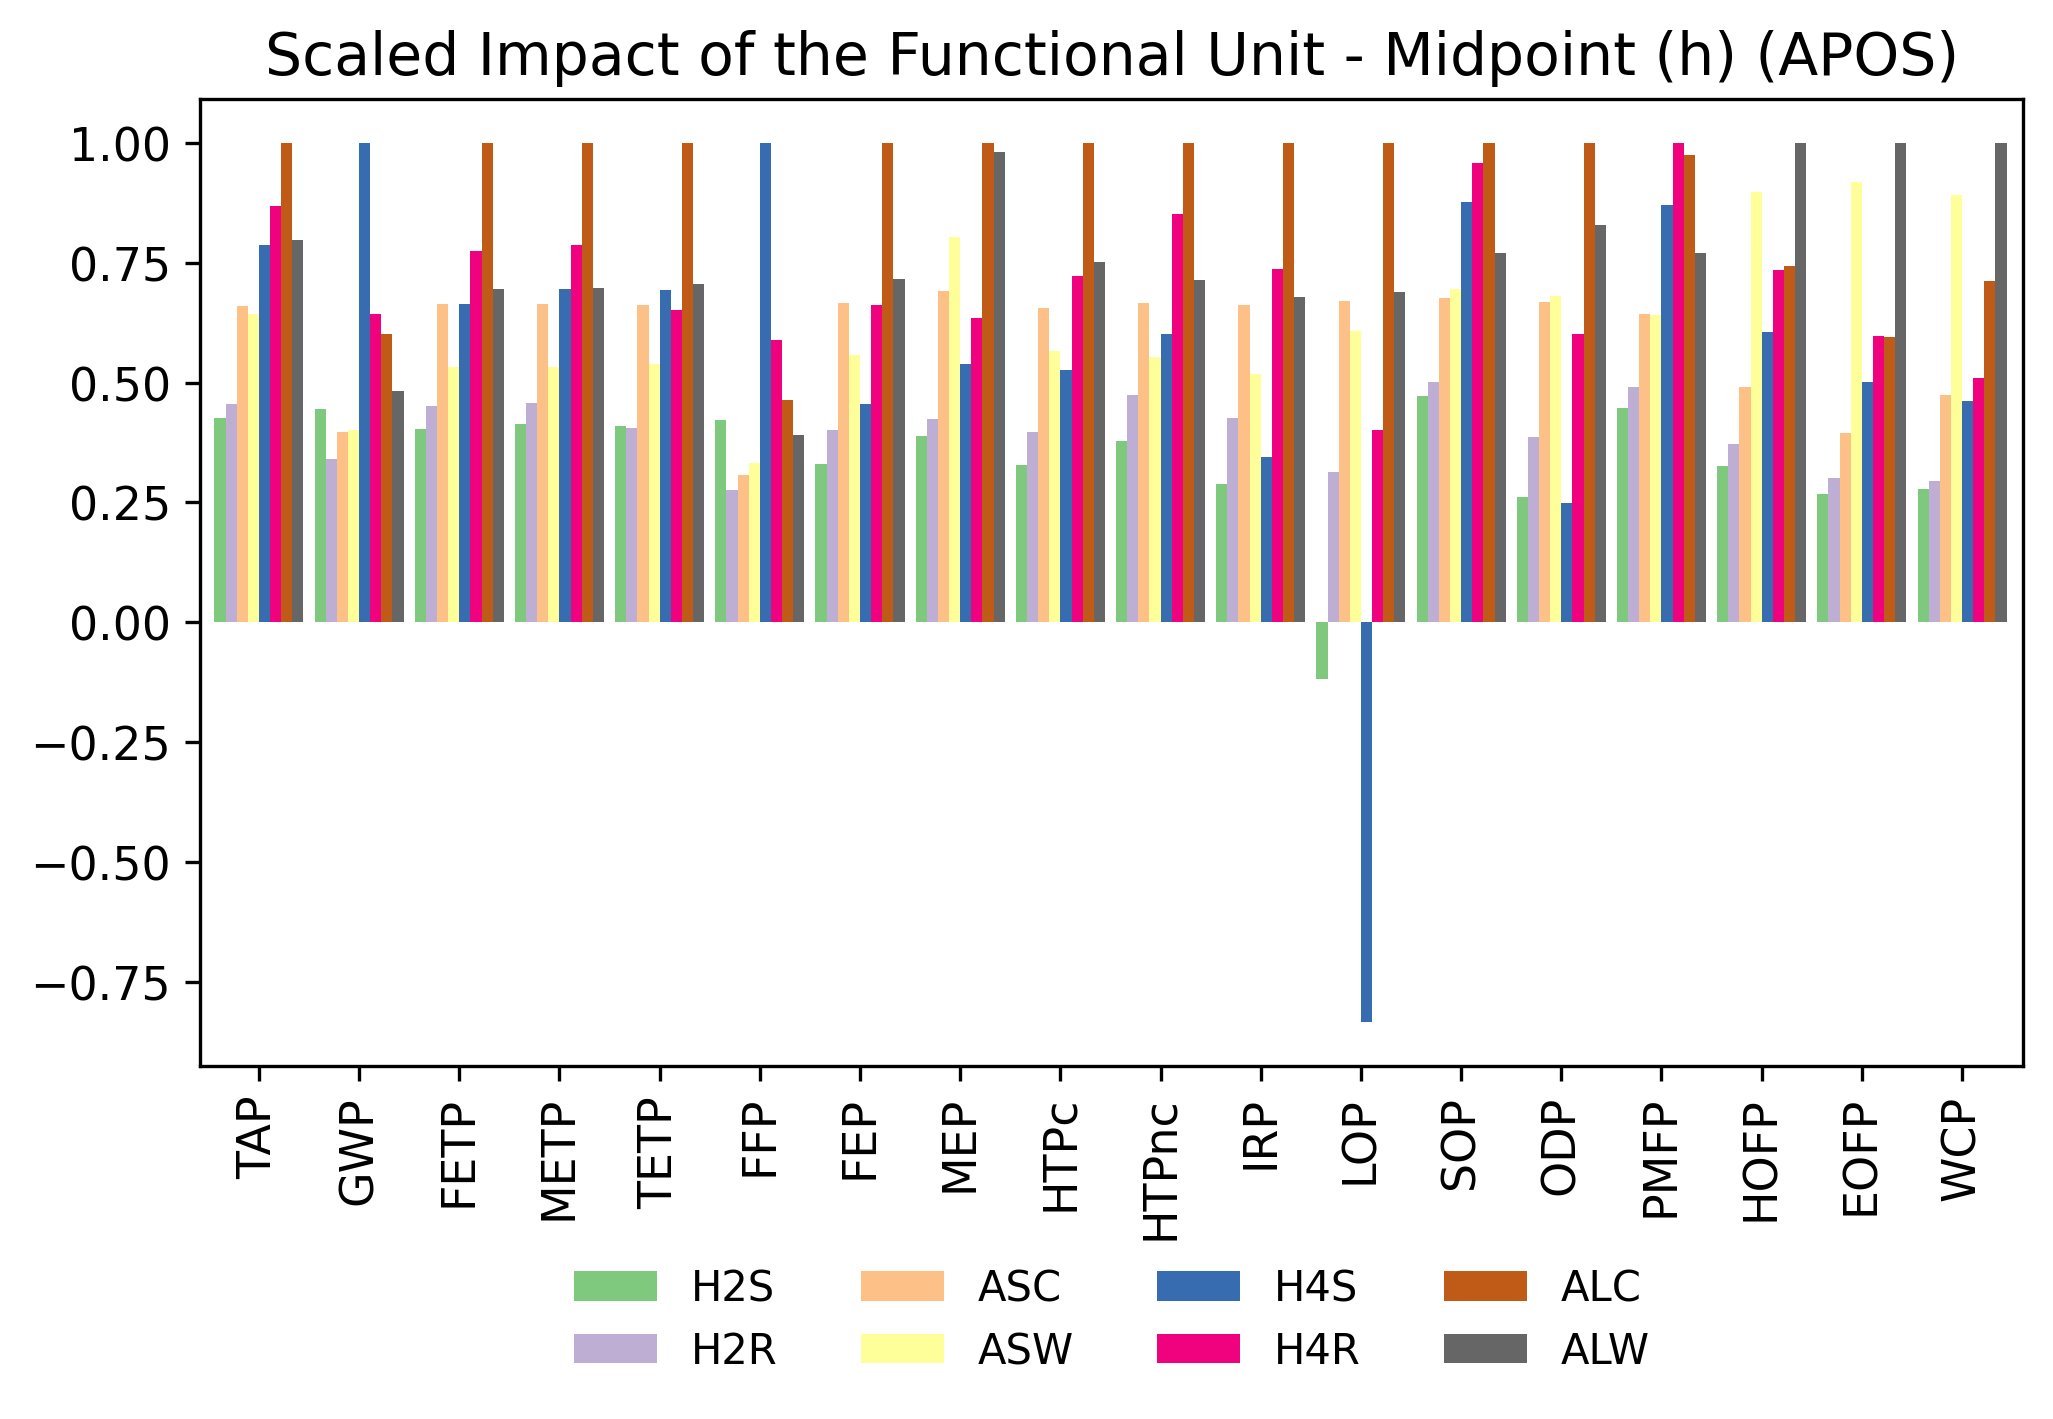 Scaled Impact of the Functional Unit - Midpoint (h) (APOS)
1.00
0.75
0.50
0.25
0.00
−0.25
−0.50
−0.75
TAP GWP FETP METP TETP FFP FEP MEP HTPc HTPnc IRP LOP SOP ODP PMFP HOFP EOFP WCP
H2S ASC H4S ALC
H2R ASW H4R ALW